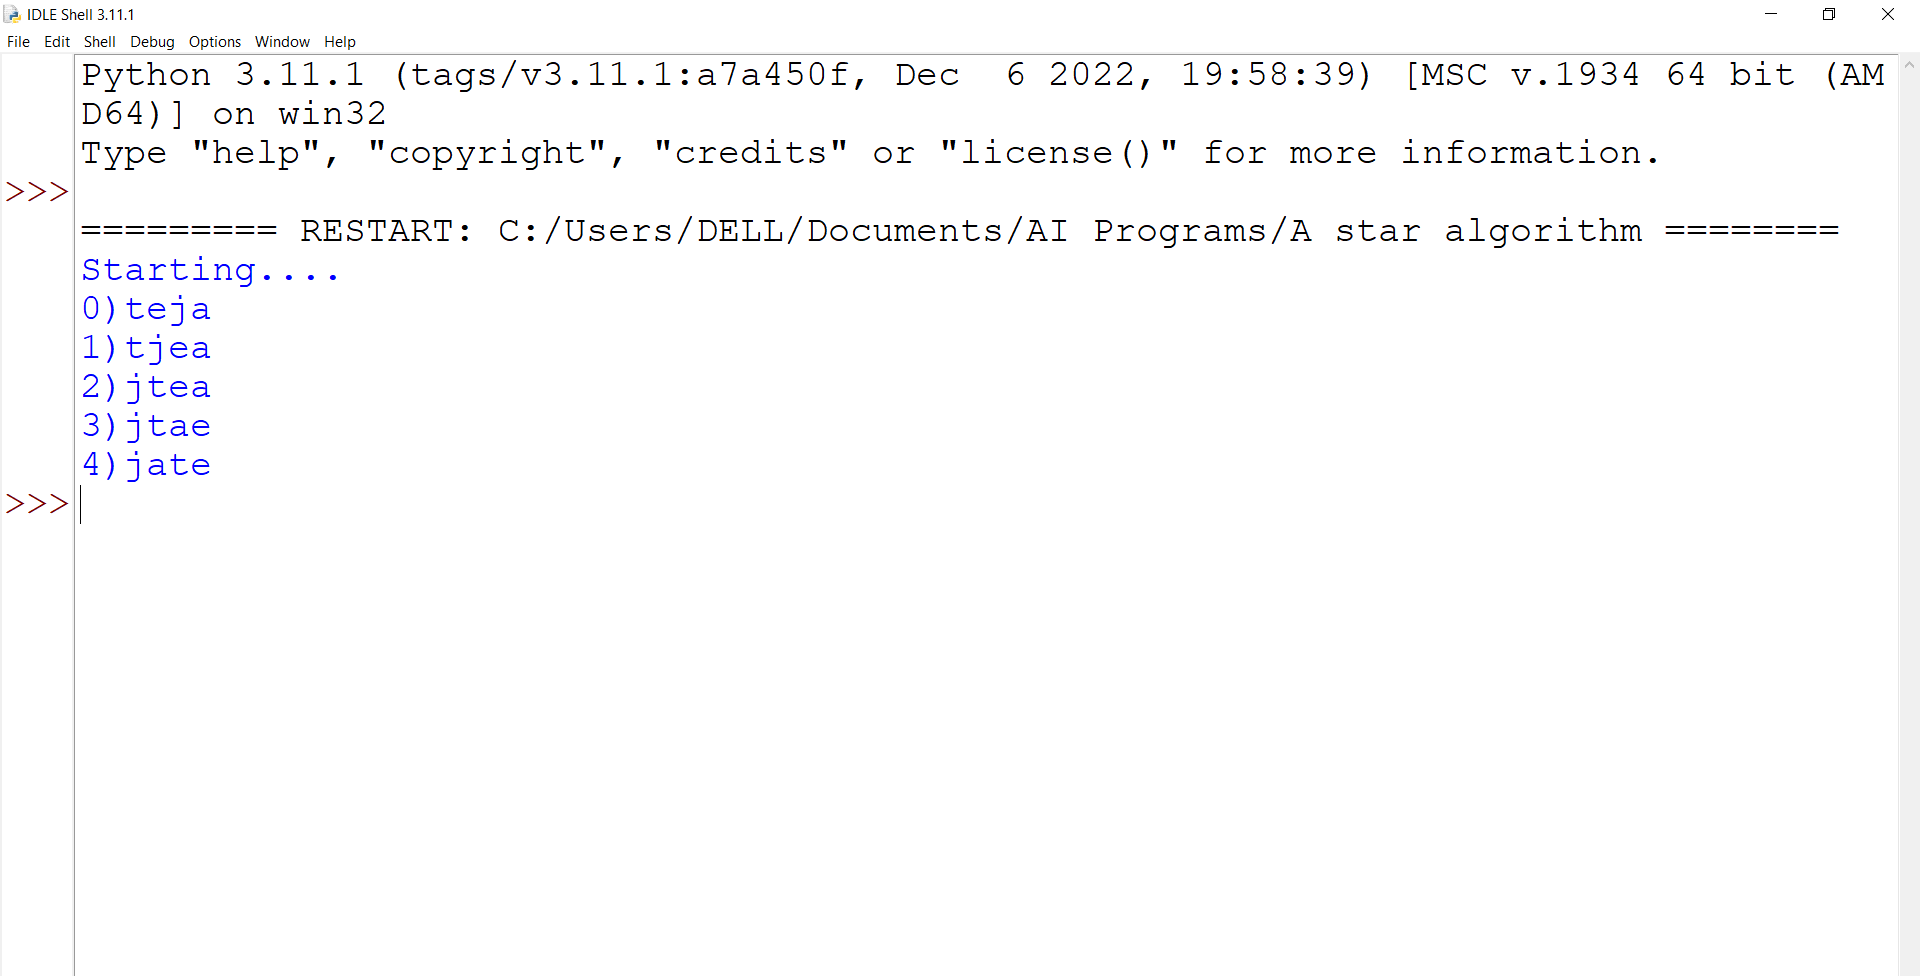 IDLE Shell 3.11.1
File Edit Shell Debug Options Window Help
Python 3.11.1 (tags/v3.11.1:a7a450f, Dec  6 2022, 19:58:39) [MSC v.1934 64 bit (AM
D64)] on win32
Type "help", "copyright", "credits" or "license()" for more information.
>>>
========= RESTART: C:/Users/DELL/Documents/AI Programs/A star algorithm ========
Starting....
0)teja
1)tjea
2)jtea
3)jtae
4)jate
>>>